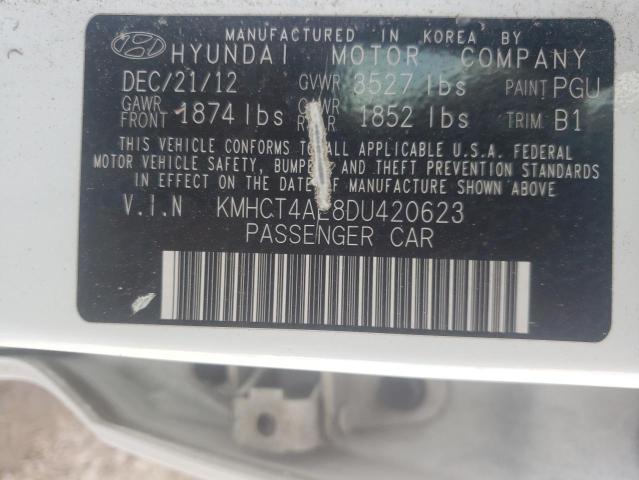 MANUFACTURED IN KOREA BY
HYUNDAI MOTOR COMPANY
DEC/21/12 GVWR 3527 lbs PAINT PGU
GAWR FRONT 1874 lbs 1852 lbs TRIM B1
THIS VEHICLE CONFORMS TO ALL APPLICABLE U.S.A. FEDERAL
MOTOR VEHICLE SAFETY, BUMPER AND THEFT PREVENTION STANDARDS
IN EFFECT ON THE DATE OF MANUFACTURE SHOWN ABOVE.
V.I.N KMHCT4AE8DU420623
PASSENGER CAR